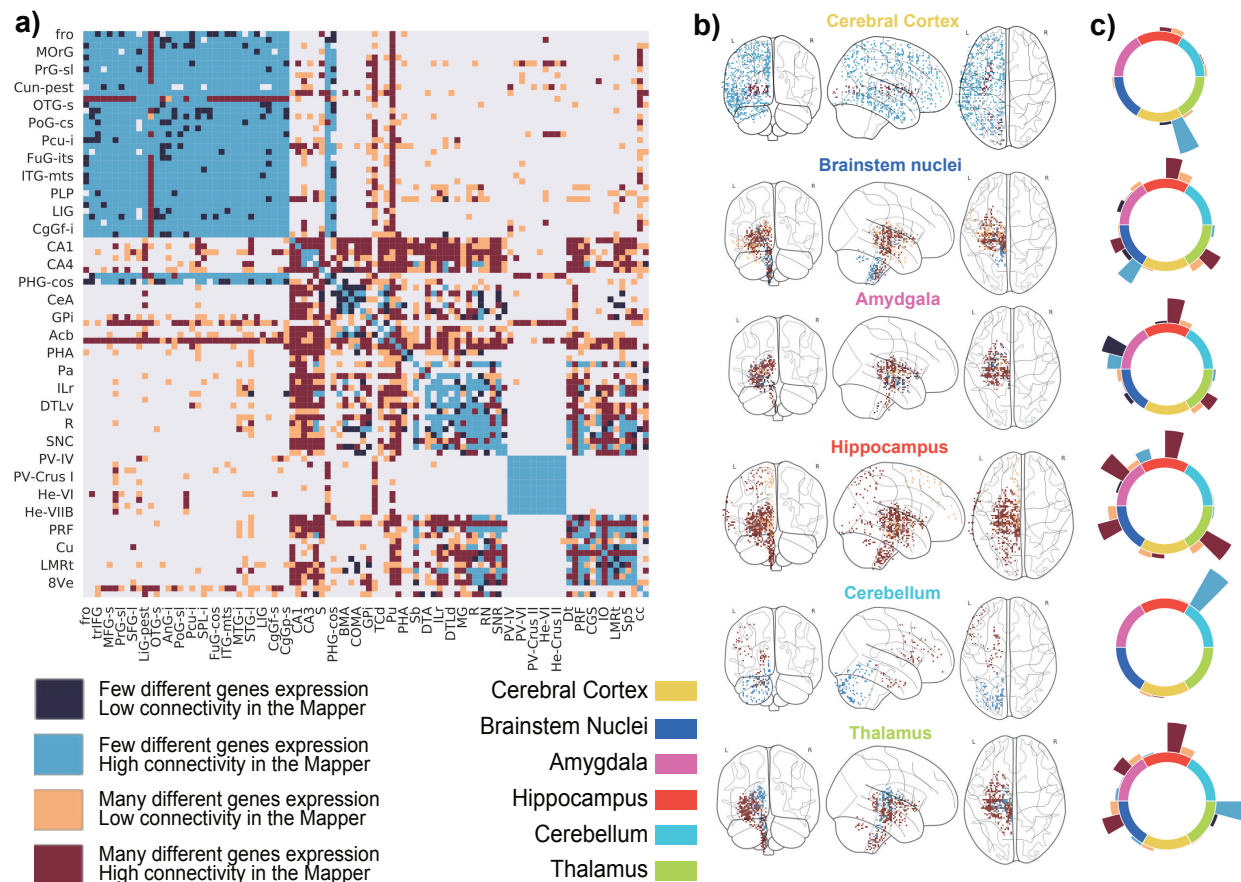 a)
fro
MOrG
PrG-sl
Cun-pest
OTG-s
PoG-cs
Pcu-i
FuG-its
ITG-mts
PLP
LIG
CgGf-i
CA1
CA4
PHG-cos
CeA
GPi
Acb
PHA
Pa
ILr
DTLv
R
SNC
PV-IV
PV-Crus I
He-VI
He-VIIB
PRF
Cu
LMRt
8Ve
fro
trIFG
MFG-s
PrG-sl
SFG-l
LiG-pest
OTG-s
AnG-i
PoG-sl
Pcu-i
SPL-i
FuG-cos
ITG-mts
MTG-i
STG-i
LIG
CgGf-s
CgGp-s
CA1
CA3
S
PHG-cos
BMA
COMA
GPi
TCd
Pu
PHA
Sb
DTA
ILr
DTLd
MG
R
RN
SNR
PV-IV
PV-VI
PV-Crus II
He-VI
He-Crus II
Dt
PRF
CGS
IO
LMRt
Sp5
cc
Few different genes expression
Low connectivity in the Mapper
Few different genes expression
High connectivity in the Mapper
Many different genes expression
Low connectivity in the Mapper
Many different genes expression
High connectivity in the Mapper
Cerebral Cortex
Brainstem Nuclei
Amygdala
Hippocampus
Cerebellum
Thalamus
b)
Cerebral Cortex
L R
L R
Brainstem nuclei
L R
L R
Amydgala
L R
L R
Hippocampus
L R
L R
Cerebellum
L R
L R
Thalamus
L R
L R
c)